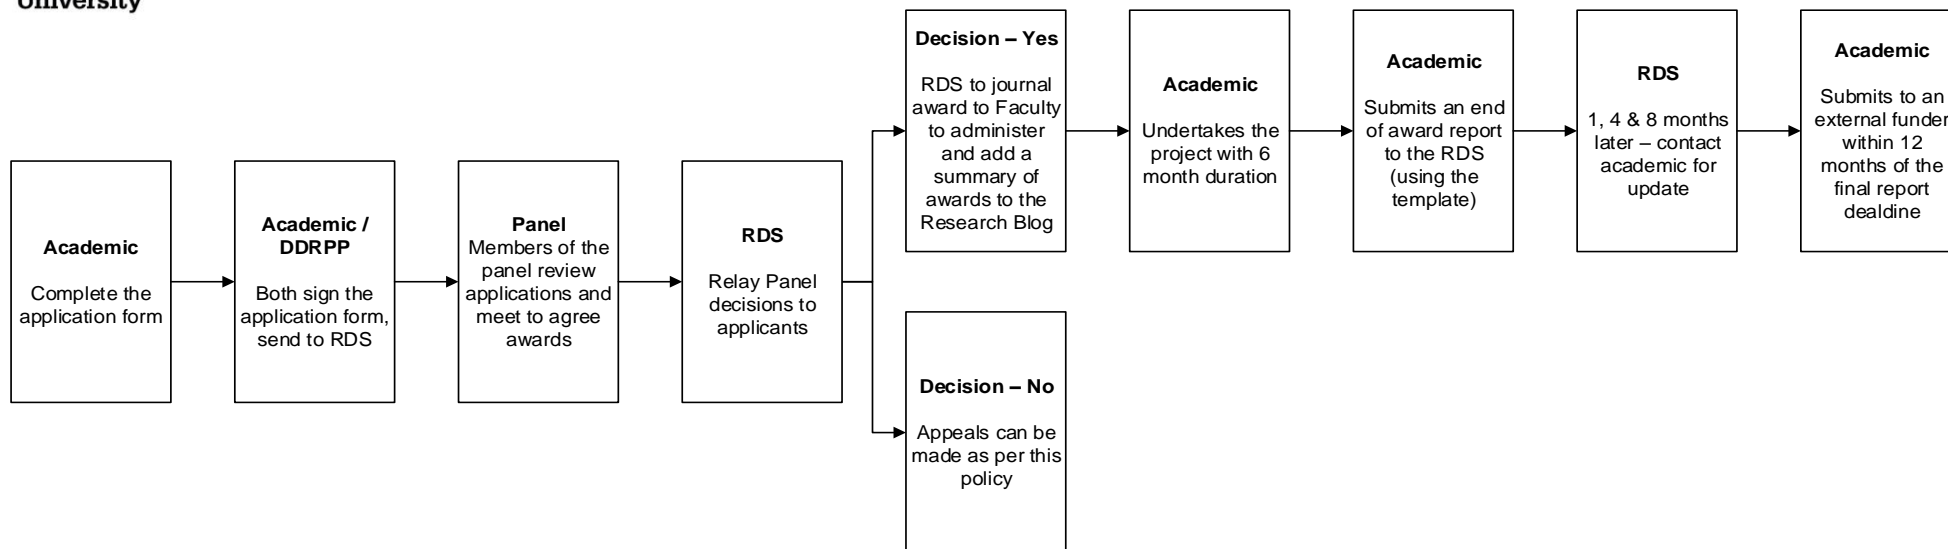 University
Academic
Complete the
application form
Academic /
DDRPP
Both sign the
application form,
send to RDS
Panel
Members of the
panel review
applications and
meet to agree
awards
RDS
Relay Panel
decisions to
applicants
Decision – Yes
RDS to journal
award to Faculty
to administer
and add a
summary of
awards to the
Research Blog
Academic
Undertakes the
project with 6
month duration
Academic
Submits an end
of award report
to the RDS
(using the
template)
RDS
1, 4 & 8 months
later – contact
academic for
update
Academic
Submits to an
external funder
within 12
months of the
final report
dealdine
Decision – No
Appeals can be
made as per this
policy